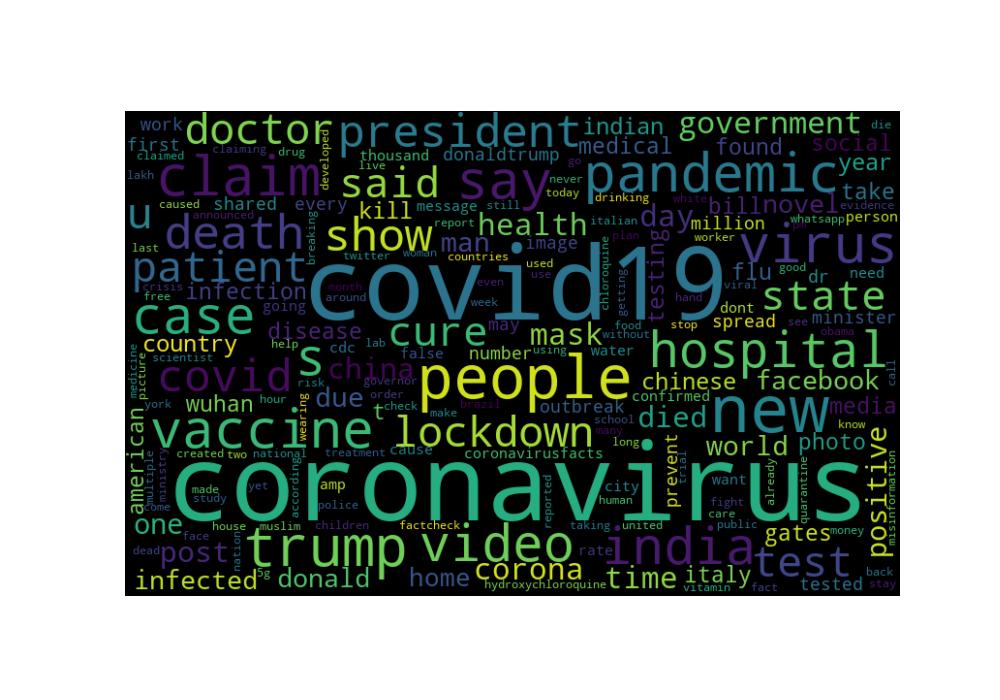 work doctor president indian government die
first claimed claiming drug developed thousand donaldtrump medical found social
claim live said say go pandemic year
lakh never today take
u caused shared every kill message still drinking white bill novel evidence
announced show report health italian day million whatsapp person
death man image plan worker virus
last breaking twitter woman countries chloroquine testing pm
patient covid19 flu good dr need
crisis infection used use getting viral
free going month around even week hand state
case disease cure may mask food dont spread see minister
country help cdc lab false number using without water stop obama
s hospital
scientist covid china people chinese facebook call
medicine picture risk governor confirmed
wuhan hour due order brazil outbreak died new media
york wearing t check make school many know
vaccine lockdown long prevent world photo
american created two national treatment cause coronavirusfacts
multiple ministry according coronavirus city trial want already quarantine positive misinformation
made study yet amp police reported human fight care
come one house muslim children factcheck taking united public gates money
face nation
dead post trump video rate india test
infected 5g donald home corona hydroxychloroquine time italy vitamin fact tested back stay